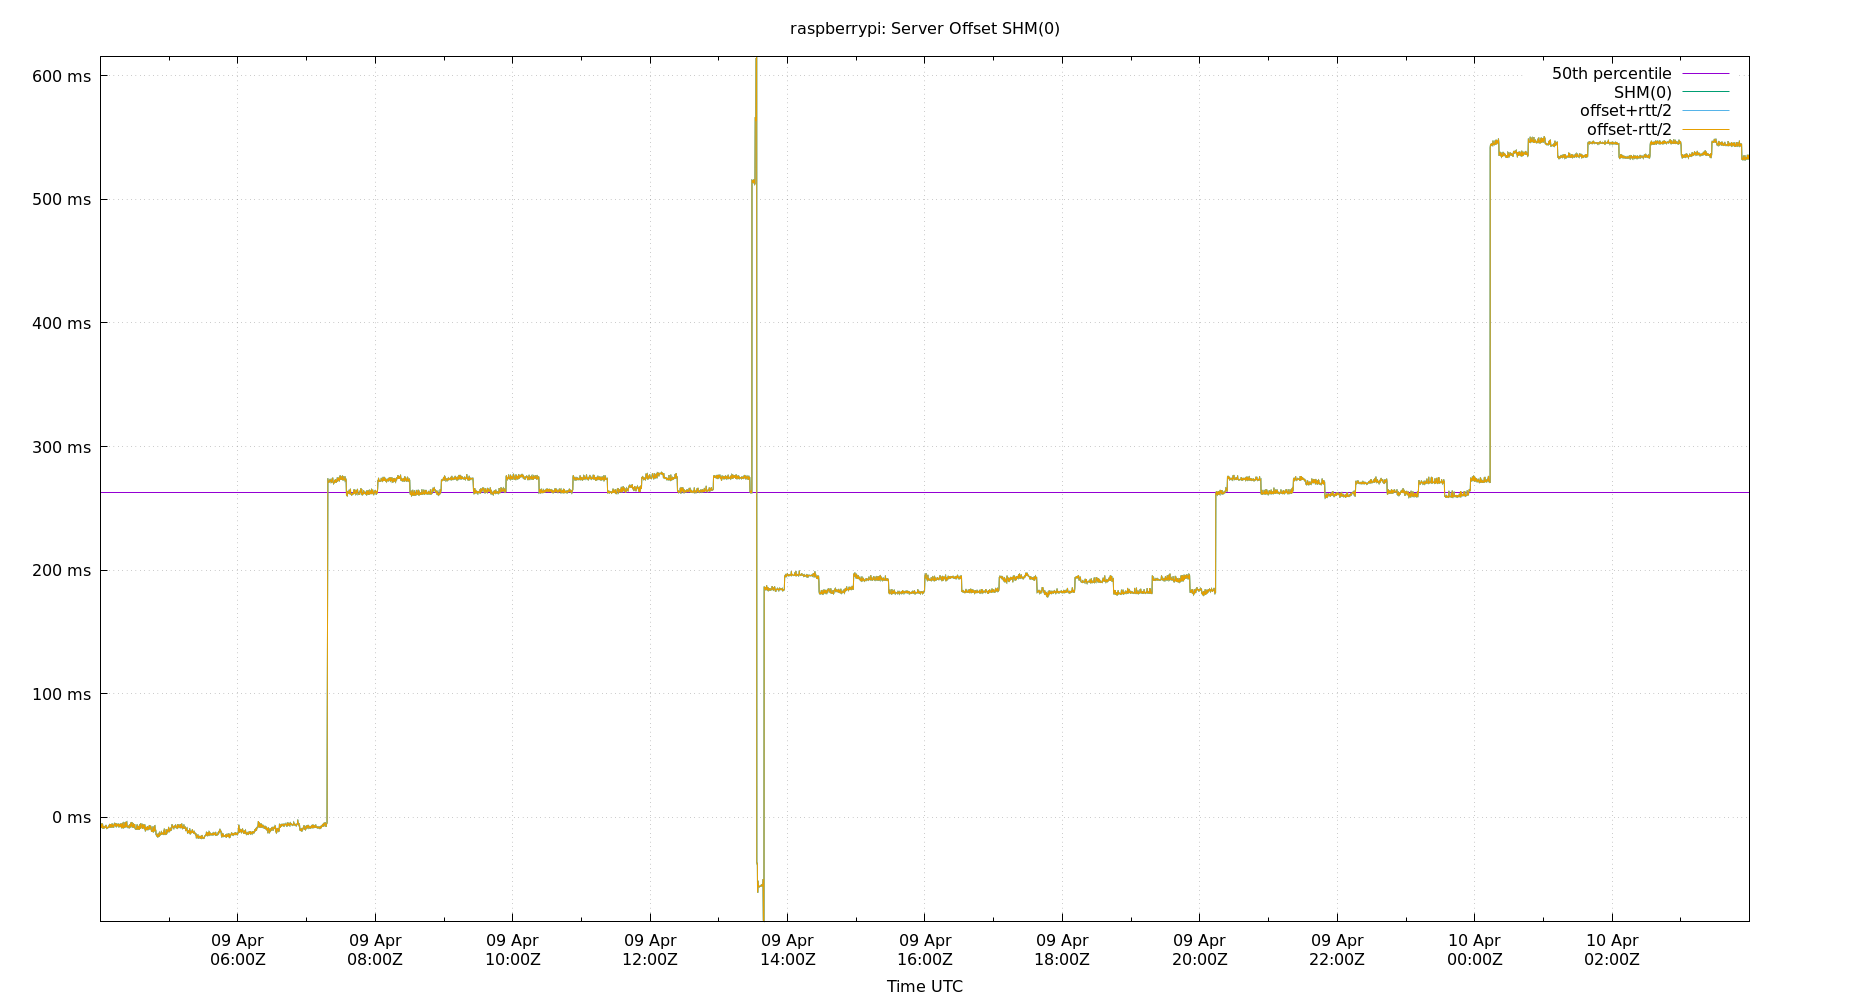 raspberrypi: Server Offset SHM(0)
600 ms
500 ms
400 ms
300 ms
200 ms
100 ms
0 ms
50th percentile
SHM(0)
offset+rtt/2
offset-rtt/2
09 Apr 09 Apr 09 Apr 09 Apr 09 Apr 09 Apr 09 Apr 09 Apr 09 Apr 10 Apr 10 Apr
06:00Z 08:00Z 10:00Z 12:00Z 14:00Z 16:00Z 18:00Z 20:00Z 22:00Z 00:00Z 02:00Z
Time UTC